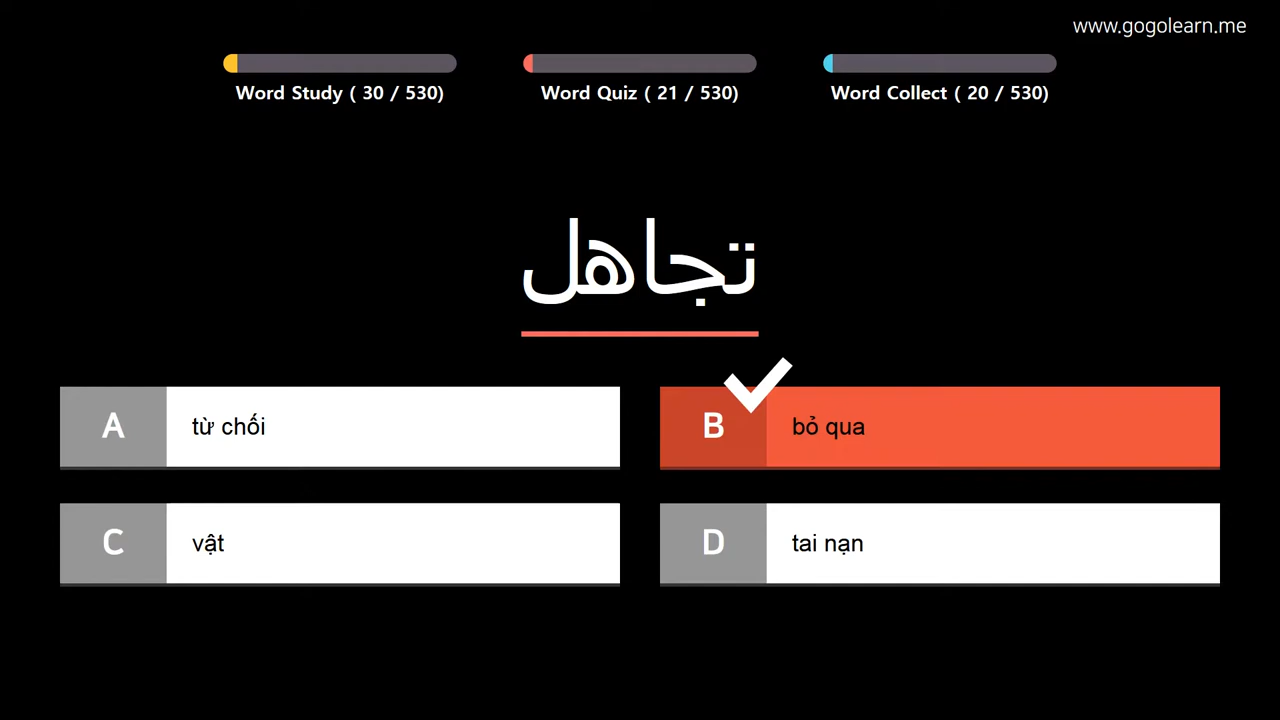 www.gogolearn.me
Word Study ( 30 / 530)
Word Quiz ( 21 / 530)
Word Collect ( 20 / 530)
تجاهل
A
từ chối
B
bỏ qua
C
vật
D
tai nạn